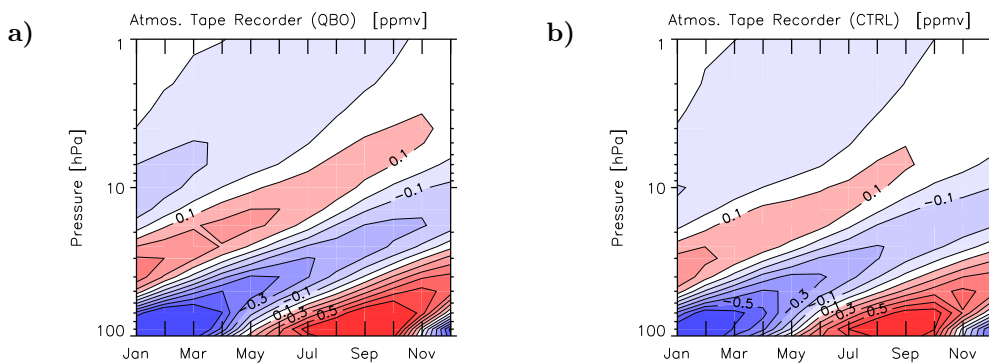 a)
Atmos. Tape Recorder (QBO) [ppmv]
Pressure [hPa]
1
10
100
0.1
0.1
-0.1
-0.3
-0.1
0.1
0.3
0.5
Jan Mar May Jul Sep Nov
b)
Atmos. Tape Recorder (CTRL) [ppmv]
Pressure [hPa]
1
10
100
0.1
0.1
-0.1
-0.5
-0.3
-0.1
0.1
0.3
0.5
Jan Mar May Jul Sep Nov